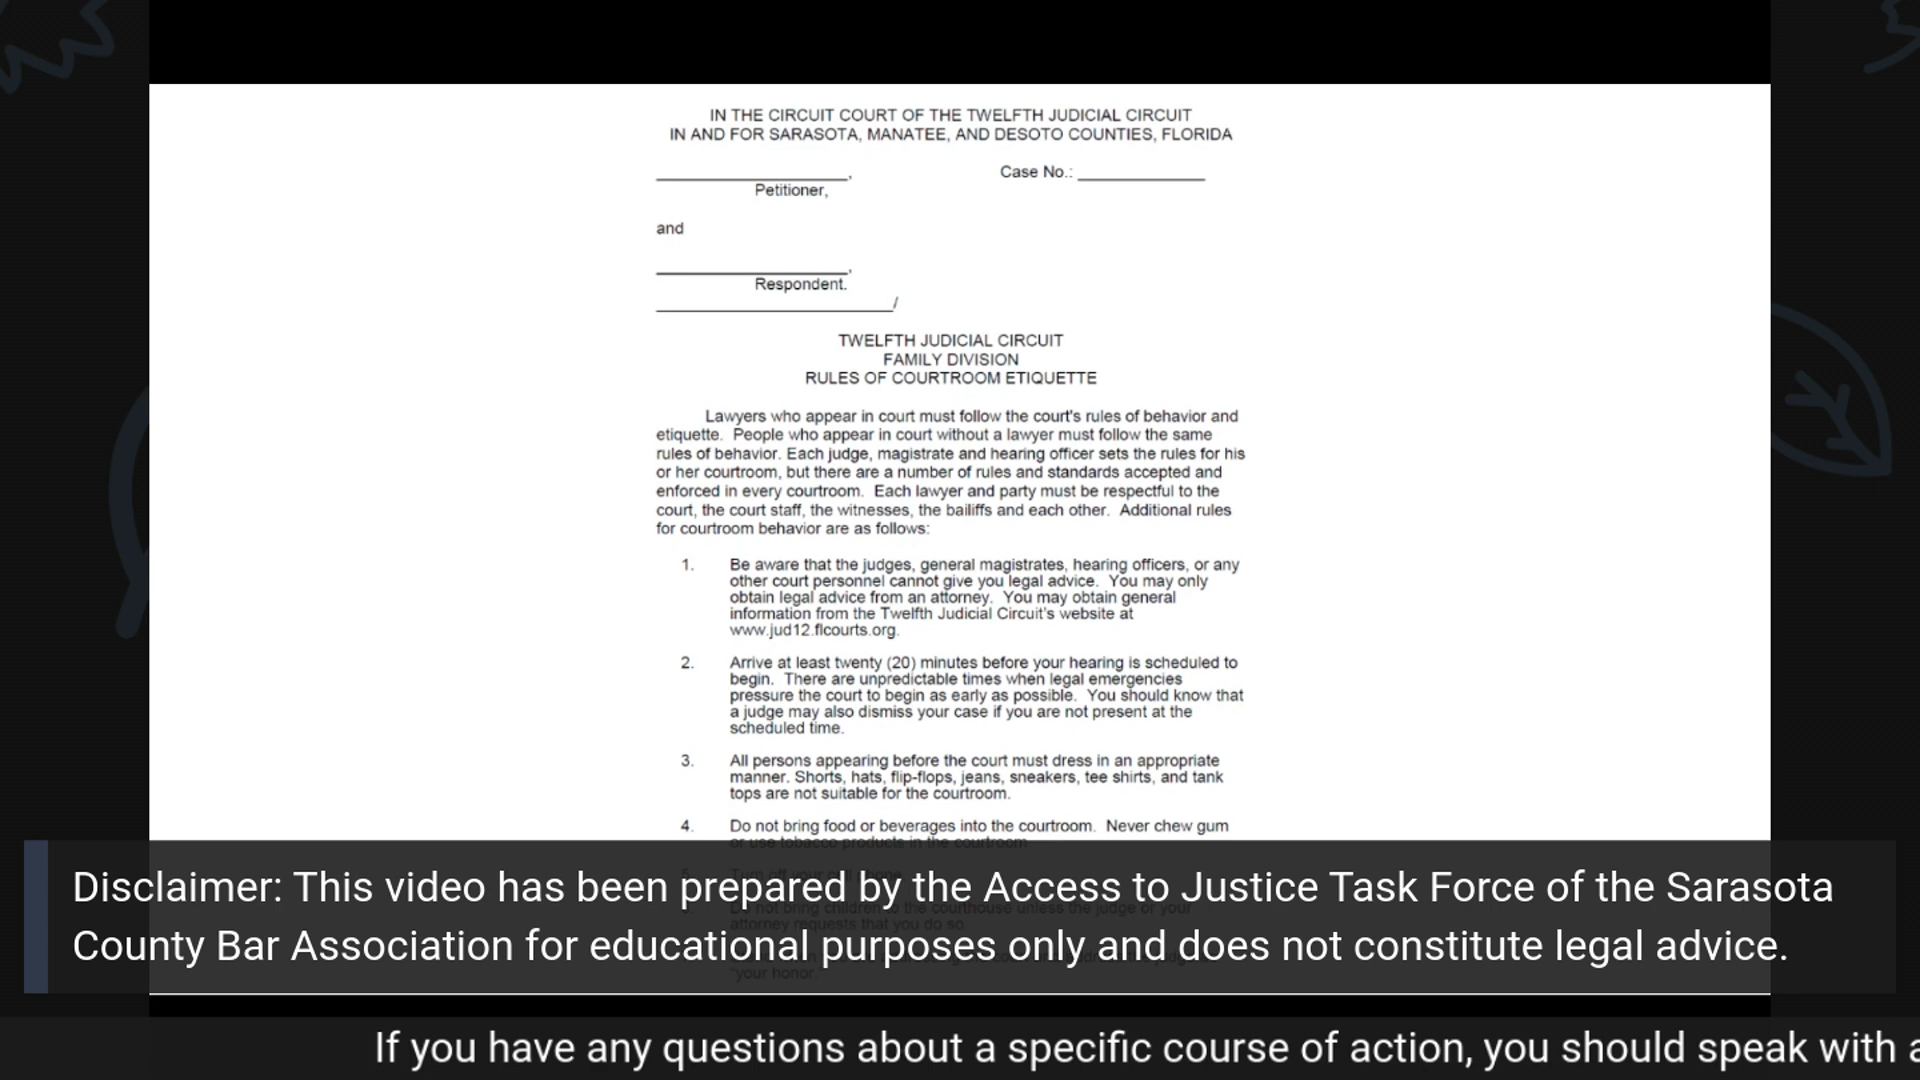 IN THE CIRCUIT COURT OF THE TWELFTH JUDICIAL CIRCUIT
IN AND FOR SARASOTA, MANATEE, AND DESOTO COUNTIES, FLORIDA
____________________, Case No.: ______________
Petitioner,
and
____________________,
Respondent.
_________________________/
TWELFTH JUDICIAL CIRCUIT
FAMILY DIVISION
RULES OF COURTROOM ETIQUETTE
Lawyers who appear in court must follow the court's rules of behavior and
etiquette. People who appear in court without a lawyer must follow the same
rules of behavior. Each judge, magistrate and hearing officer sets the rules for his
or her courtroom, but there are a number of rules and standards accepted and
enforced in every courtroom. Each lawyer and party must be respectful to the
court, the court staff, the witnesses, the bailiffs and each other. Additional rules
for courtroom behavior are as follows:
1. Be aware that the judges, general magistrates, hearing officers, or any
other court personnel cannot give you legal advice. You may only
obtain legal advice from an attorney. You may obtain general
information from the Twelfth Judicial Circuit's website at
www.jud12.flcourts.org.
2. Arrive at least twenty (20) minutes before your hearing is scheduled to
begin. There are unpredictable times when legal emergencies
pressure the court to begin as early as possible. You should know that
a judge may also dismiss your case if you are not present at the
scheduled time.
3. All persons appearing before the court must dress in an appropriate
manner. Shorts, hats, flip-flops, jeans, sneakers, tee shirts, and tank
tops are not suitable for the courtroom.
4. Do not bring food or beverages into the courtroom. Never chew gum
or use tobacco products in the courtroom
Disclaimer: This video has been prepared by the Access to Justice Task Force of the Sarasota
County Bar Association for educational purposes only and does not constitute legal advice.
If you have any questions about a specific course of action, you should speak with a